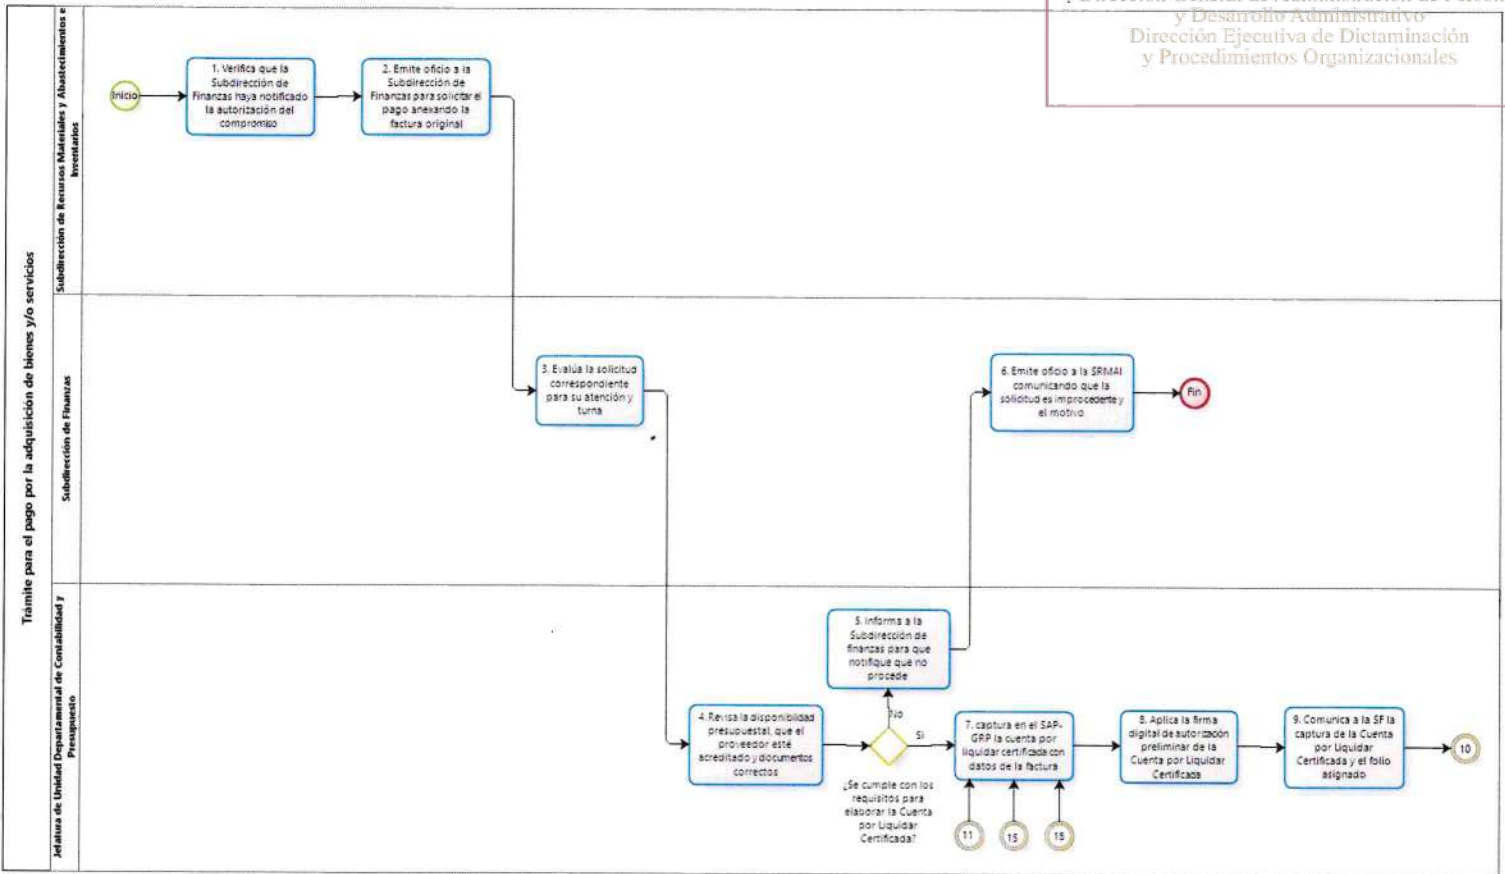 y Desarrollo Administrativo
Dirección Ejecutiva de Dictaminación
y Procedimientos Organizacionales
Trámite para el pago por la adquisición de bienes y/o servicios
Subdirección de Recursos Materiales y Abastecimientos e
Inventarios
Inicio
1. Verifica que la
Subdirección de
Finanzas haya notificado
la autorización del
compromiso
2. Emite oficio a la
Subdirección de
Finanzas para solicitar el
pago anexando la
factura original
Subdirección de Finanzas
3. Evalúa la solicitud
correspondiente
para su atención y
turna
6. Emite oficio a la SRMAI
comunicando que la
solicitud es improcedente y
el motivo
Fin
Jefatura de Unidad Departamental de Contabilidad y
Presupuesto
4. Revisa la disponibilidad
presupuestal, que el
proveedor esté
acreditado y documentos
correctos
5. Informa a la
Subdirección de
finanzas para que
notifique que no
procede
No
Si
¿Se cumple con los
requisitos para
elaborar la Cuenta
por Liquidar
Certificada?
7. captura en el SAP-
GRP la cuenta por
liquidar certificada con
datos de la factura
11
15
8. Aplica la firma
digital de autorización
preliminar de la
Cuenta por Liquidar
Certificada
9. Comunica a la SF la
captura de la Cuenta
por Liquidar
Certificada y el folio
asignado
10